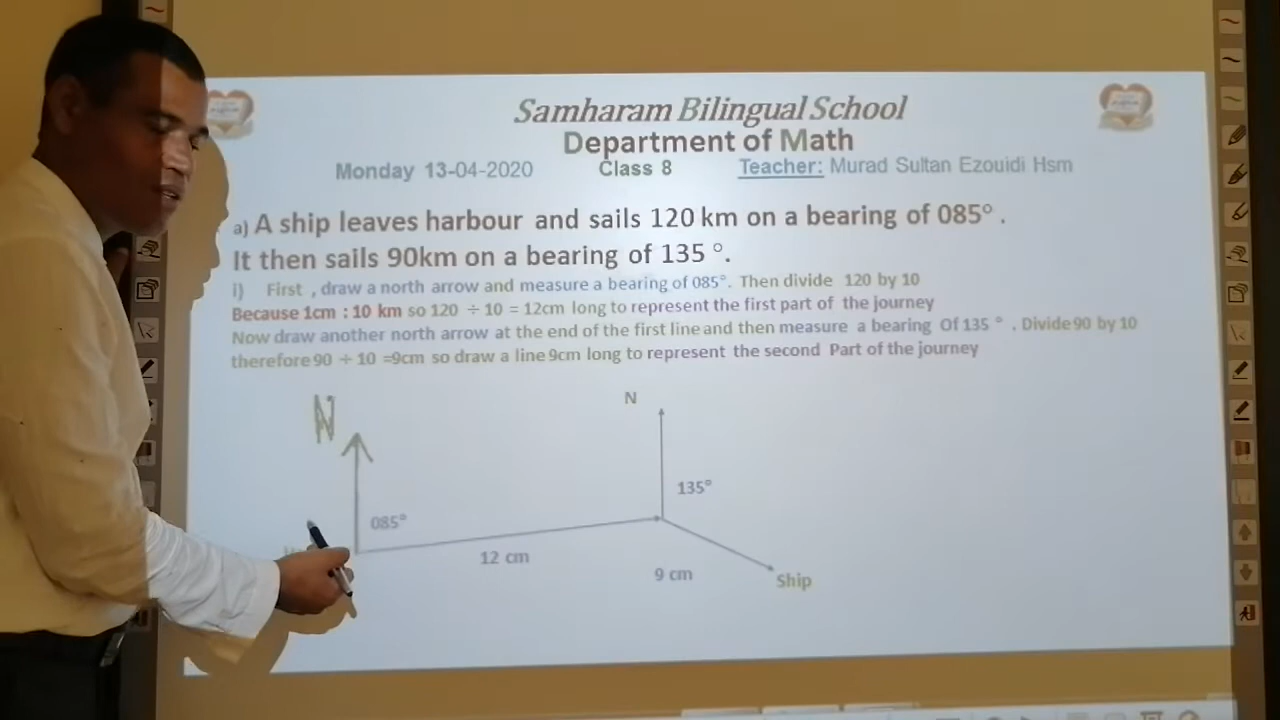 Samharam Bilingual School
Department of Math
Monday 13-04-2020 Class 8 Teacher: Murad Sultan Ezouidi Hsm
a) A ship leaves harbour and sails 120 km on a bearing of 085° .
It then sails 90km on a bearing of 135 °.
i) First , draw a north arrow and measure a bearing of 085°. Then divide 120 by 10
Because 1cm : 10 km so 120 ÷ 10 = 12cm long to represent the first part of the journey
Now draw another north arrow at the end of the first line and then measure a bearing Of 135 ° . Divide 90 by 10
therefore 90 ÷ 10 =9cm so draw a line 9cm long to represent the second Part of the journey
N
N
135°
085°
12 cm
9 cm
Ship